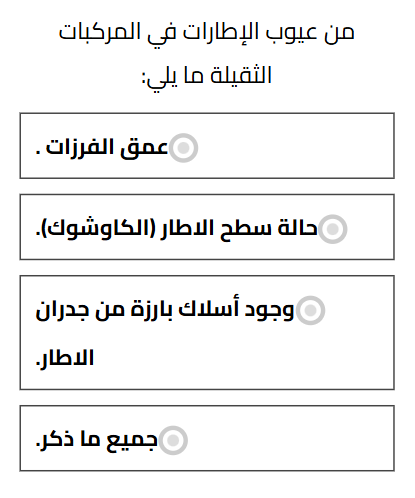 من عيوب الإطارات في المركبات
الثقيلة ما يلي:
عمق الفرزات .
حالة سطح الاطار (الكاوشوك).
وجود أسلاك بارزة من جدران
الاطار.
جميع ما ذكر.